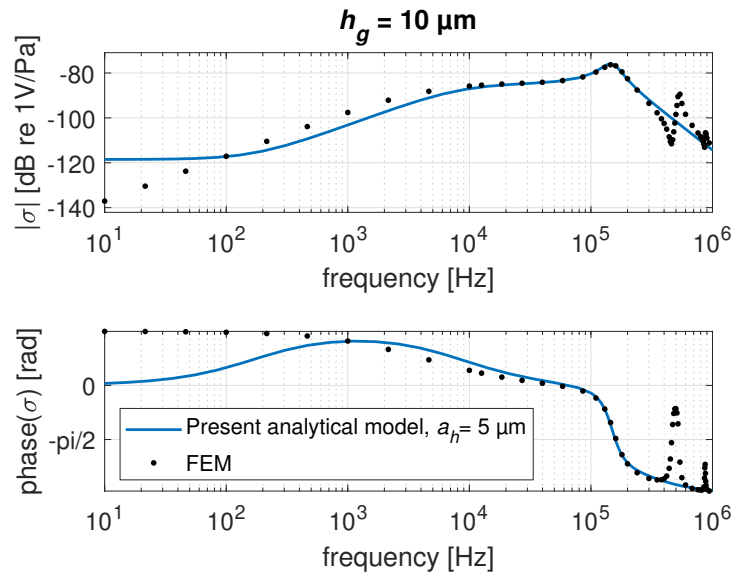 h_g = 10 µm
|σ| [dB re 1V/Pa]
-80
-100
-120
-140
10^1 10^2 10^3 10^4 10^5 10^6
frequency [Hz]
phase(σ) [rad]
0
-pi/2
Present analytical model, a_h = 5 µm
FEM
10^1 10^2 10^3 10^4 10^5 10^6
frequency [Hz]